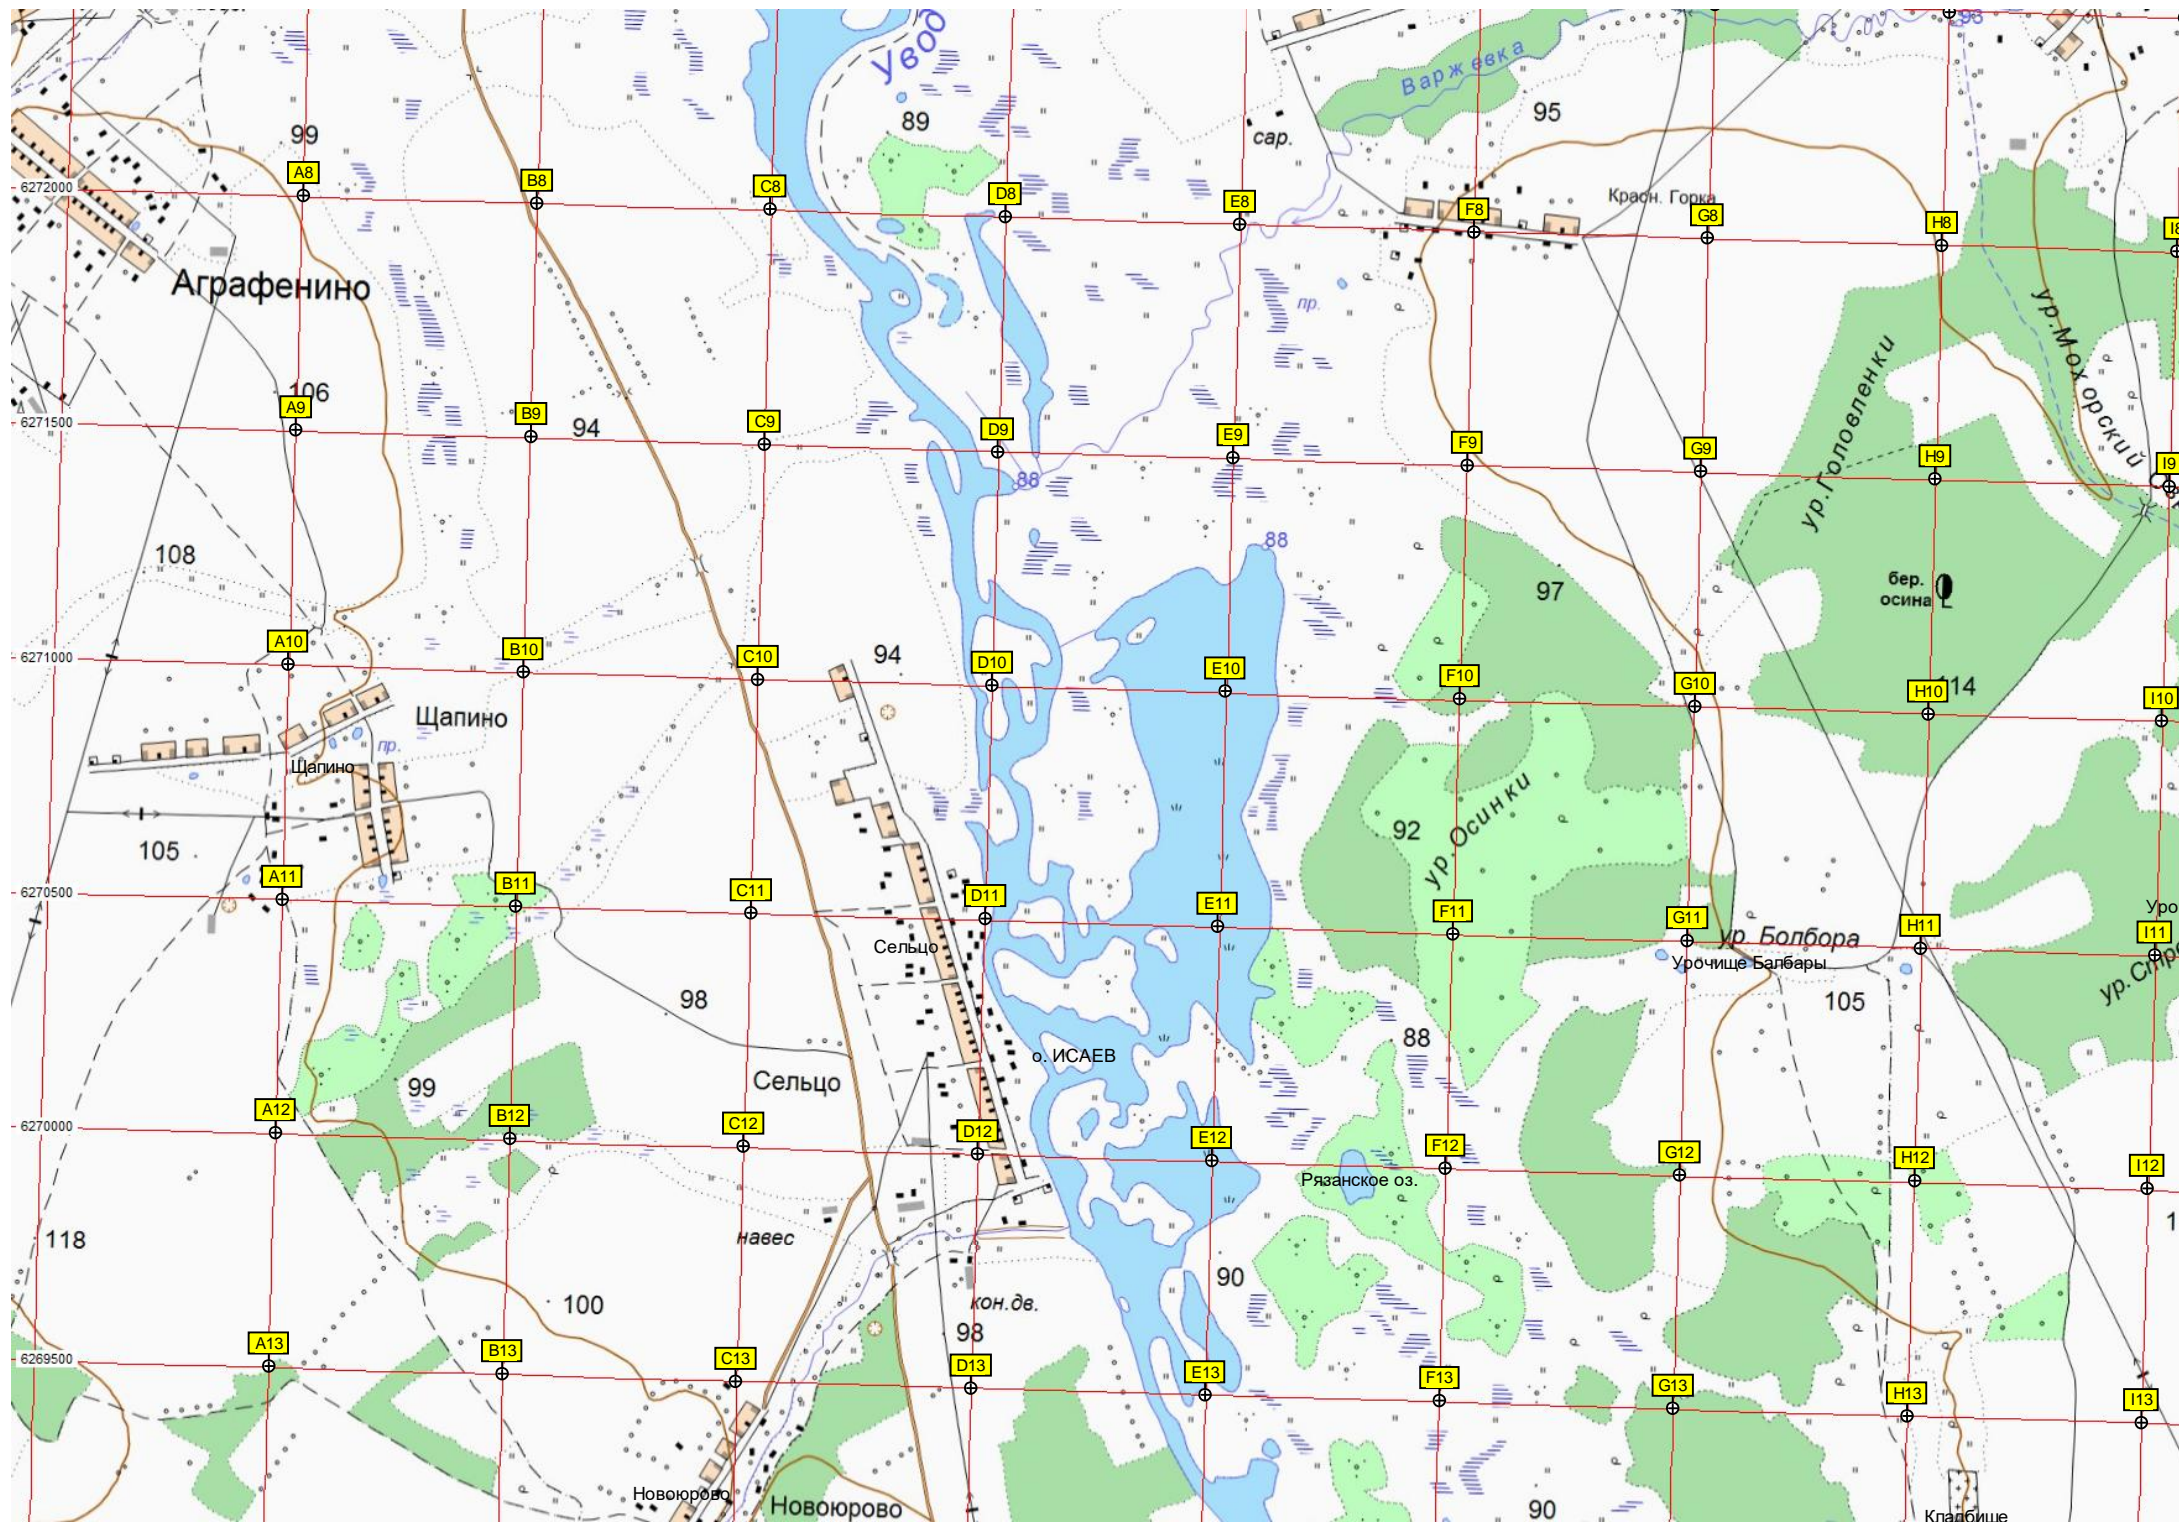 Увод
93
Варжевка
89
95
99
сар.
A8
B8
C8
D8
E8
F8
G8
H8
6272000
Красн. Горка
Аграфенино
пр.
ур.Мохорский
ур.Головленки
106
A9
B9
C9
D9
E9
F9
G9
H9
I9
6271500
94
88
88
108
97
бер.
осина
A10
B10
C10
D10
E10
F10
G10
H10
I10
6271000
94
114
Щапино
пр.
Щапино
92
ур.Осинки
105
A11
B11
C11
D11
E11
F11
G11
H11
I11
6270500
Уро
Сельцо
ур. Болбора
Урочище Балбары
ур.Стре
98
105
88
о. ИСАЕВ
Сельцо
99
A12
B12
C12
D12
E12
F12
G12
H12
I12
6270000
Рязанское оз.
118
навес
90
100
кон.дв.
98
A13
B13
C13
D13
E13
F13
G13
H13
I13
6269500
Новоюрово
Новоюрово
90
Кладбище